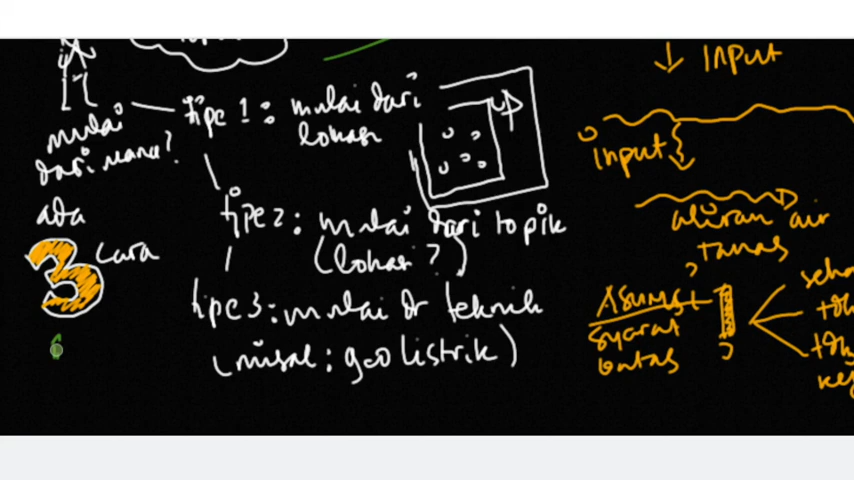 mulai
dari mana?
ada
3 cara
tipe 1: mulai dari
lokasi
tipe 2: mulai dari topik
(lokasi?)
tipe 3: mulai dr teknik
(misal: geolistrik)
Input
input
aliran air
tanah
Asumsi
syarat
batas
?